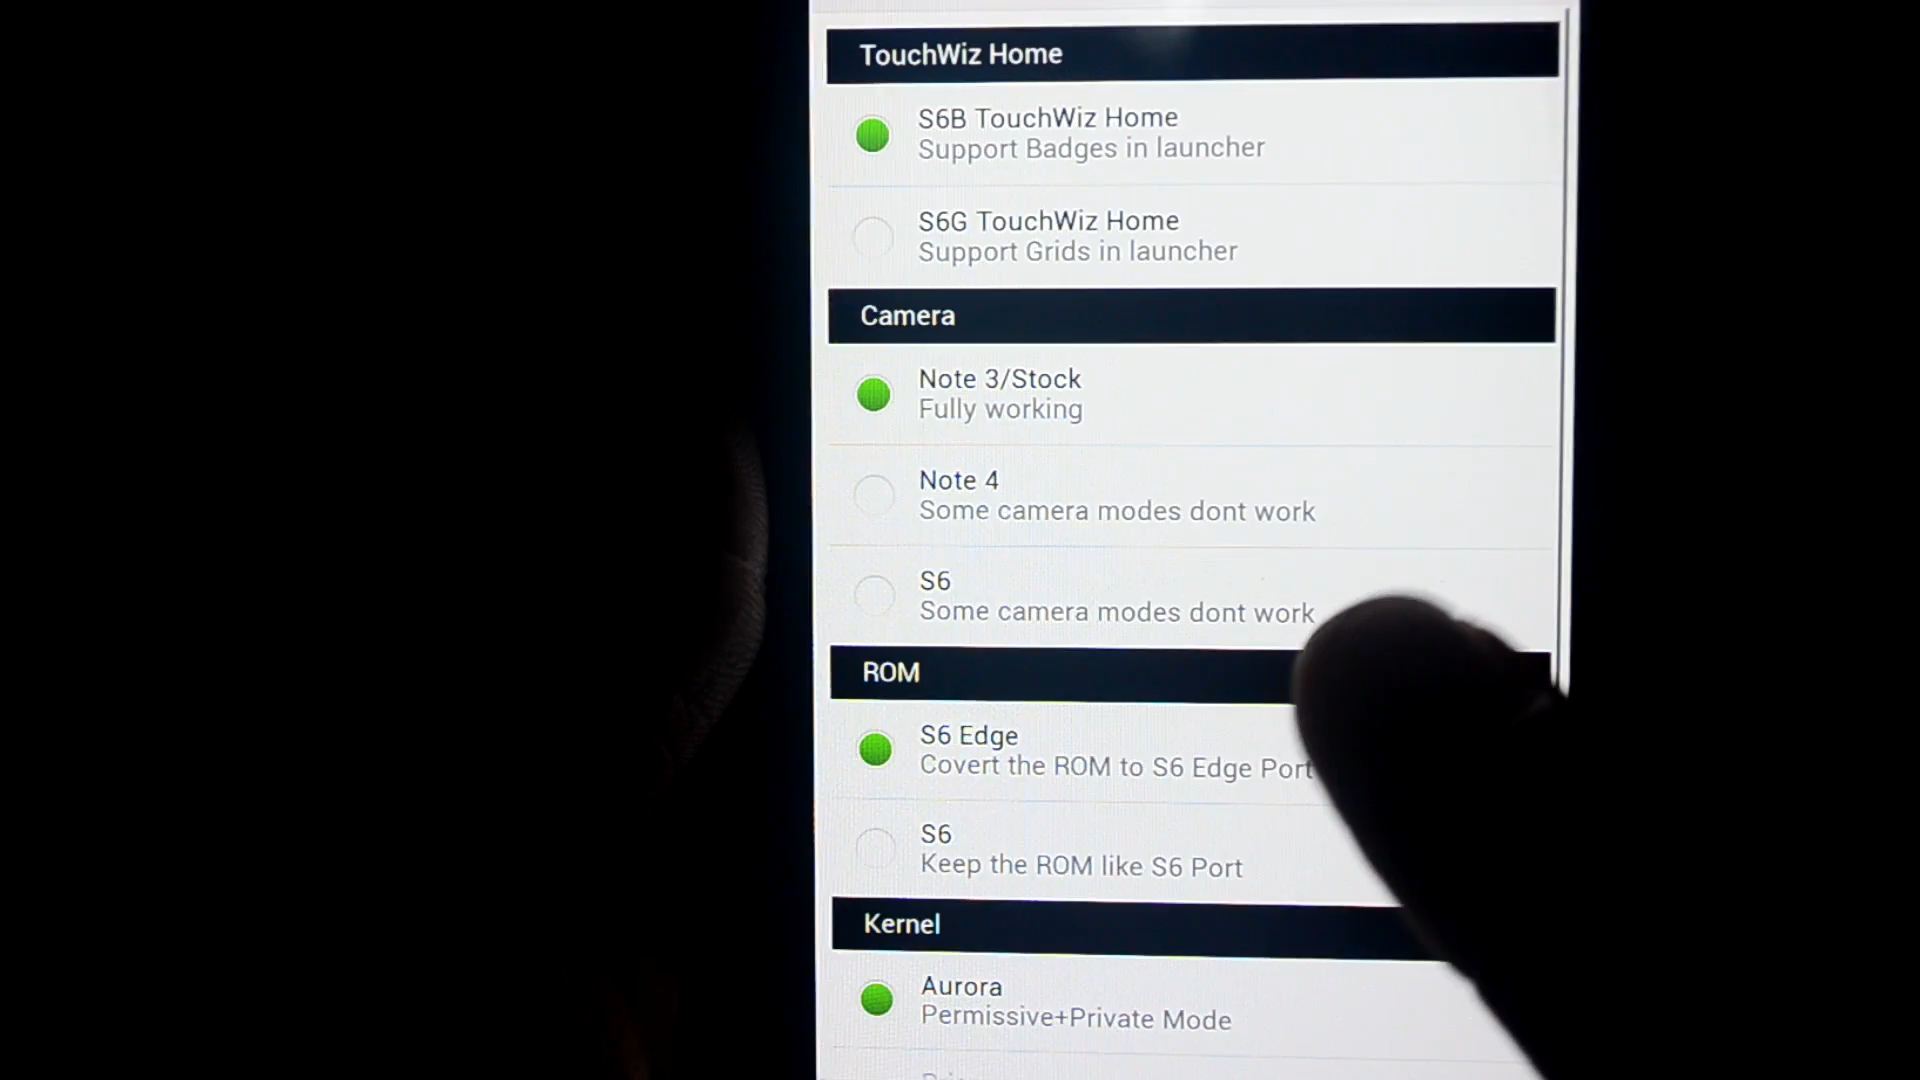 TouchWiz Home
S6B TouchWiz Home
Support Badges in launcher
S6G TouchWiz Home
Support Grids in launcher
Camera
Note 3/Stock
Fully working
Note 4
Some camera modes dont work
S6
Some camera modes dont work
ROM
S6 Edge
Covert the ROM to S6 Edge Port
S6
Keep the ROM like S6 Port
Kernel
Aurora
Permissive+Private Mode